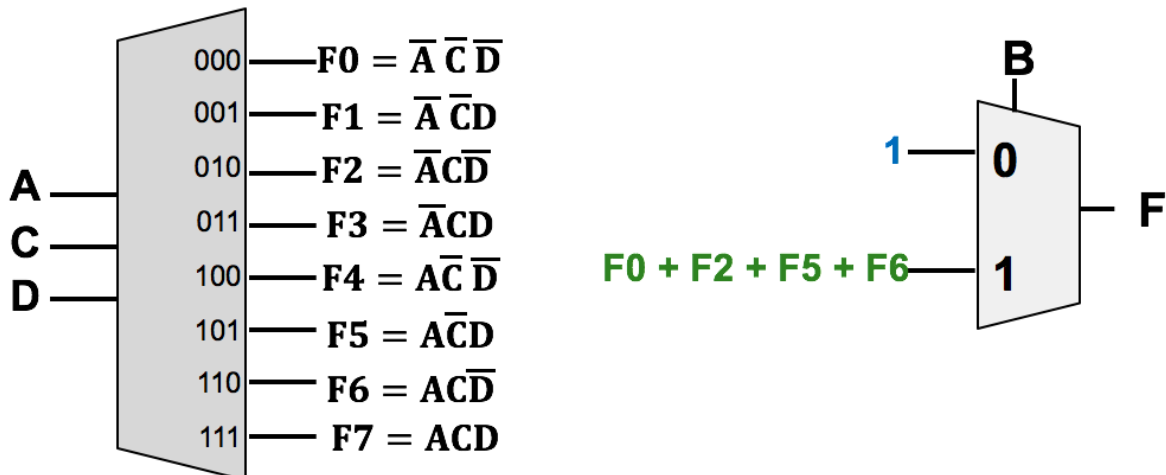 000 F0 = A̅ C̅ D̅
001 F1 = A̅ C̅D
010 F2 = A̅CD̅
011 F3 = A̅CD
100 F4 = AC̅ D̅
101 F5 = AC̅D
110 F6 = ACD̅
111 F7 = ACD
A
C
D
B
1
0
F
F0 + F2 + F5 + F6
1